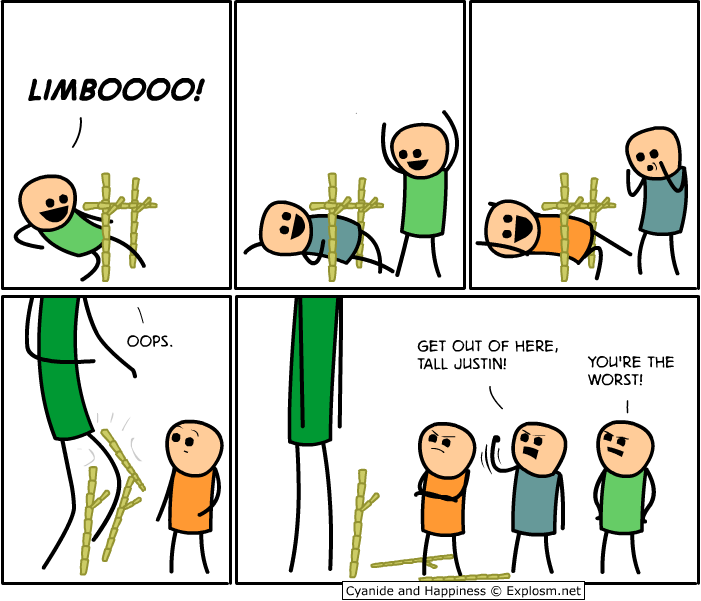 LIMBOOOO!
OOPS.
GET OUT OF HERE,
TALL JUSTIN!
YOU'RE THE
WORST!
Cyanide and Happiness © Explosm.net